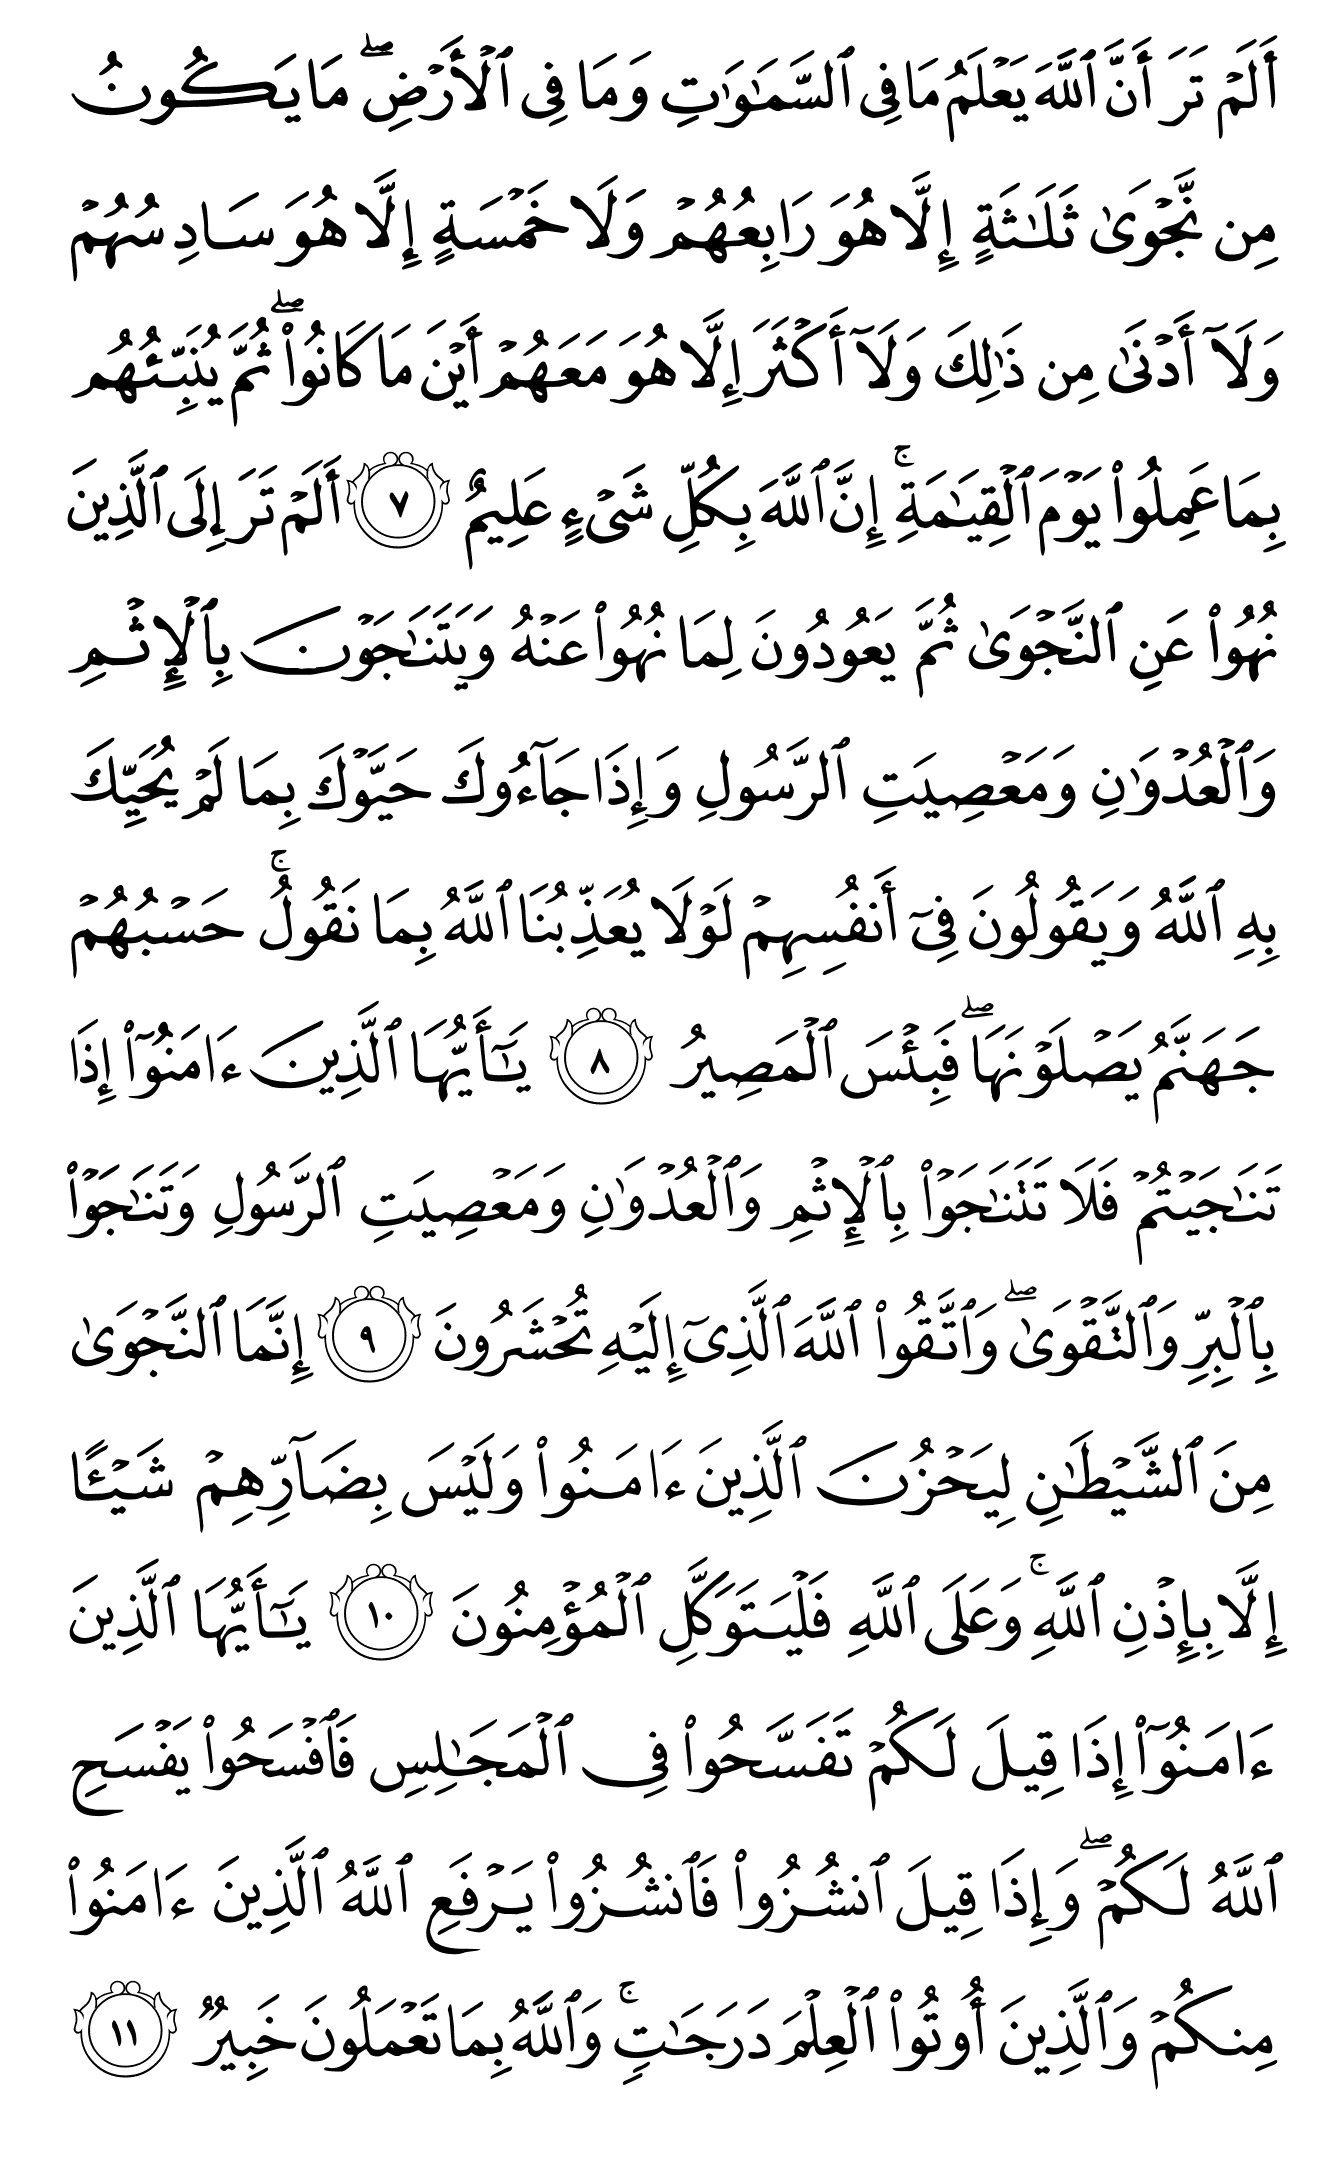 أَلَمۡ تَرَ أَنَّ ٱللَّهَ يَعۡلَمُ مَا فِي ٱلسَّمَٰوَٰتِ وَمَا فِي ٱلۡأَرۡضِۖ مَا يَكُونُ
مِن نَّجۡوَىٰ ثَلَٰثَةٍ إِلَّا هُوَ رَابِعُهُمۡ وَلَا خَمۡسَةٍ إِلَّا هُوَ سَادِسُهُمۡ
وَلَآ أَدۡنَىٰ مِن ذَٰلِكَ وَلَآ أَكۡثَرَ إِلَّا هُوَ مَعَهُمۡ أَيۡنَ مَا كَانُواْۖ ثُمَّ يُنَبِّئُهُم
بِمَا عَمِلُواْ يَوۡمَ ٱلۡقِيَٰمَةِۚ إِنَّ ٱللَّهَ بِكُلِّ شَيۡءٍ عَلِيمٌ ٧ أَلَمۡ تَرَ إِلَى ٱلَّذِينَ
نُهُواْ عَنِ ٱلنَّجۡوَىٰ ثُمَّ يَعُودُونَ لِمَا نُهُواْ عَنۡهُ وَيَتَنَٰجَوۡنَ بِٱلۡإِثۡمِ
وَٱلۡعُدۡوَٰنِ وَمَعۡصِيَتِ ٱلرَّسُولِ وَإِذَا جَآءُوكَ حَيَّوۡكَ بِمَا لَمۡ يُحَيِّكَ
بِهِ ٱللَّهُ وَيَقُولُونَ فِيٓ أَنفُسِهِمۡ لَوۡلَا يُعَذِّبُنَا ٱللَّهُ بِمَا نَقُولُۚ حَسۡبُهُمۡ
جَهَنَّمُ يَصۡلَوۡنَهَاۖ فَبِئۡسَ ٱلۡمَصِيرُ ٨ يَٰٓأَيُّهَا ٱلَّذِينَ ءَامَنُوٓاْ إِذَا
تَنَٰجَيۡتُمۡ فَلَا تَتَنَٰجَوۡاْ بِٱلۡإِثۡمِ وَٱلۡعُدۡوَٰنِ وَمَعۡصِيَتِ ٱلرَّسُولِ وَتَنَٰجَوۡاْ
بِٱلۡبِرِّ وَٱلتَّقۡوَىٰۖ وَٱتَّقُواْ ٱللَّهَ ٱلَّذِيٓ إِلَيۡهِ تُحۡشَرُونَ ٩ إِنَّمَا ٱلنَّجۡوَىٰ
مِنَ ٱلشَّيۡطَٰنِ لِيَحۡزُنَ ٱلَّذِينَ ءَامَنُواْ وَلَيۡسَ بِضَآرِّهِمۡ شَيۡـًٔا
إِلَّا بِإِذۡنِ ٱللَّهِۚ وَعَلَى ٱللَّهِ فَلۡيَتَوَكَّلِ ٱلۡمُؤۡمِنُونَ ١٠ يَٰٓأَيُّهَا ٱلَّذِينَ
ءَامَنُوٓاْ إِذَا قِيلَ لَكُمۡ تَفَسَّحُواْ فِي ٱلۡمَجَٰلِسِ فَٱفۡسَحُواْ يَفۡسَحِ
ٱللَّهُ لَكُمۡۖ وَإِذَا قِيلَ ٱنشُزُواْ فَٱنشُزُواْ يَرۡفَعِ ٱللَّهُ ٱلَّذِينَ ءَامَنُواْ
مِنكُمۡ وَٱلَّذِينَ أُوتُواْ ٱلۡعِلۡمَ دَرَجَٰتٖۚ وَٱللَّهُ بِمَا تَعۡمَلُونَ خَبِيرٞ ١١